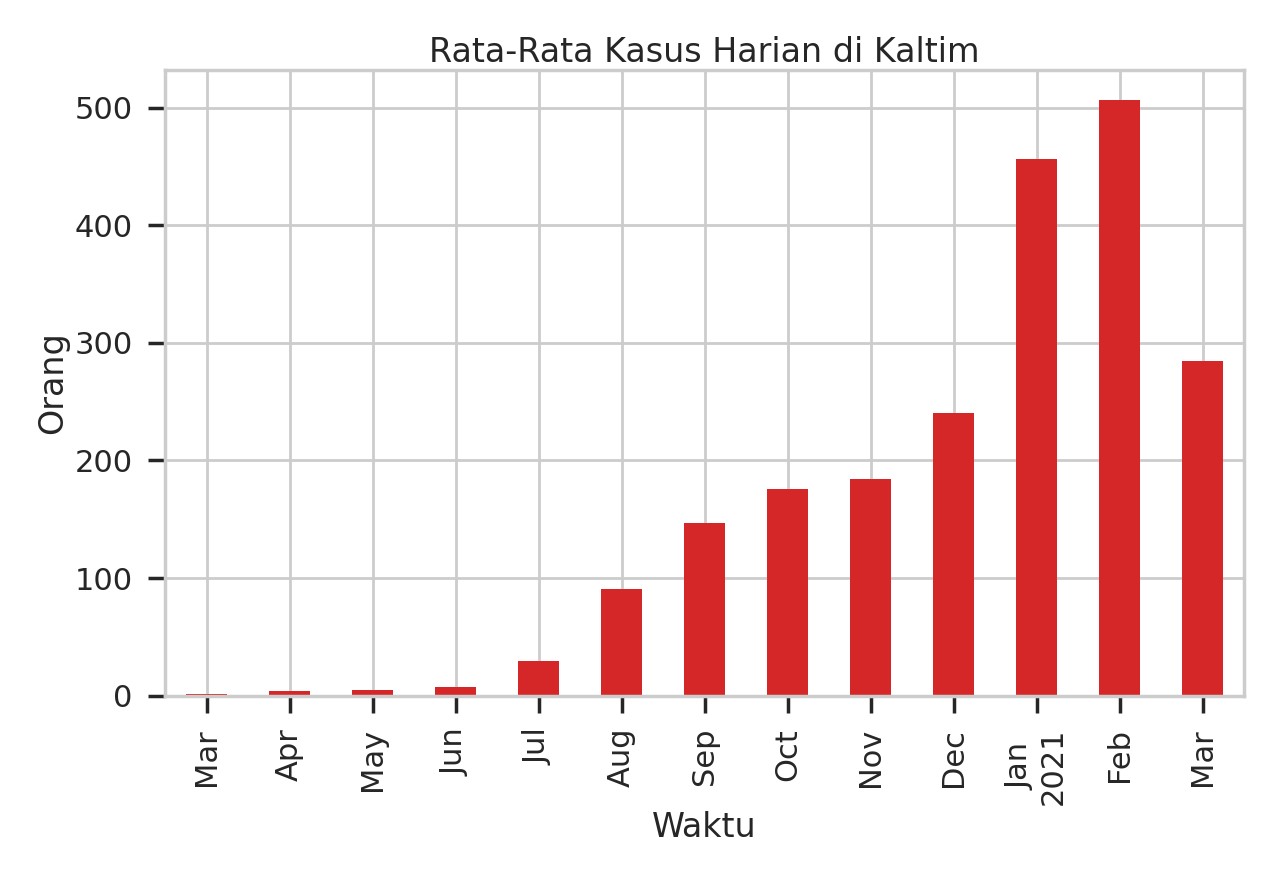 Rata-Rata Kasus Harian di Kaltim
500
400
300
200
100
0
Orang
Mar
Apr
May
Jun
Jul
Aug
Sep
Oct
Nov
Dec
Jan
2021
Feb
Mar
Waktu